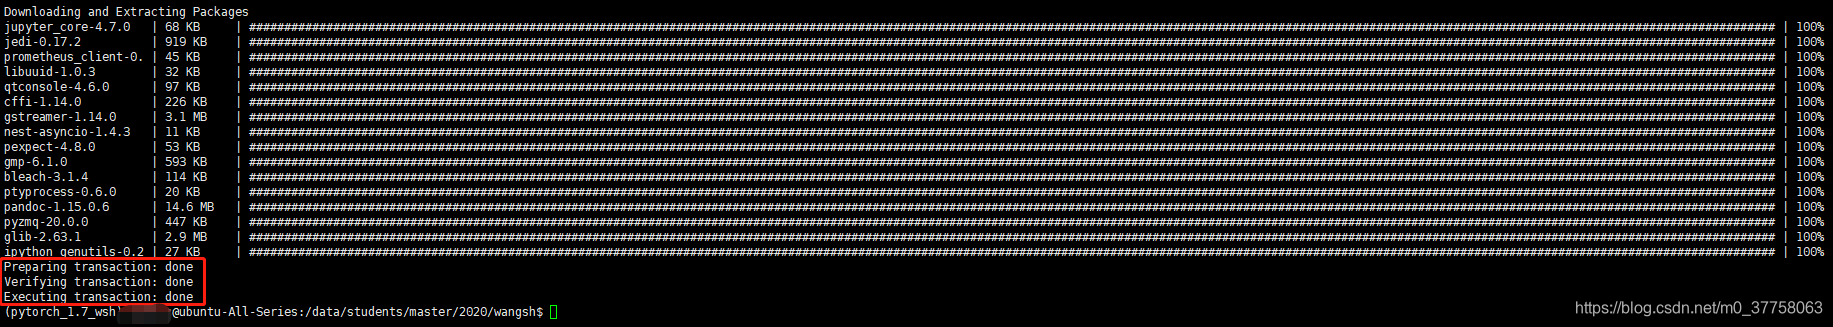 Downloading and Extracting Packages
jupyter_core-4.7.0 | 68 KB | ################################################################################ | 100%
jedi-0.17.2 | 919 KB | ################################################################################ | 100%
prometheus_client-0. | 45 KB | ################################################################################ | 100%
libuuid-1.0.3 | 32 KB | ################################################################################ | 100%
qtconsole-4.6.0 | 97 KB | ################################################################################ | 100%
cffi-1.14.0 | 226 KB | ################################################################################ | 100%
gstreamer-1.14.0 | 3.1 MB | ################################################################################ | 100%
nest-asyncio-1.4.3 | 11 KB | ################################################################################ | 100%
pexpect-4.8.0 | 53 KB | ################################################################################ | 100%
gmp-6.1.0 | 593 KB | ################################################################################ | 100%
bleach-3.1.4 | 114 KB | ################################################################################ | 100%
ptyprocess-0.6.0 | 20 KB | ################################################################################ | 100%
pandoc-1.15.0.6 | 14.6 MB | ################################################################################ | 100%
pyzmq-20.0.0 | 447 KB | ################################################################################ | 100%
glib-2.63.1 | 2.9 MB | ################################################################################ | 100%
ipython_genutils-0.2 | 27 KB | ################################################################################ | 100%
Preparing transaction: done
Verifying transaction: done
Executing transaction: done
(pytorch_1.7_wsh) @ubuntu-All-Series:/data/students/master/2020/wangsh$
https://blog.csdn.net/m0_37758063